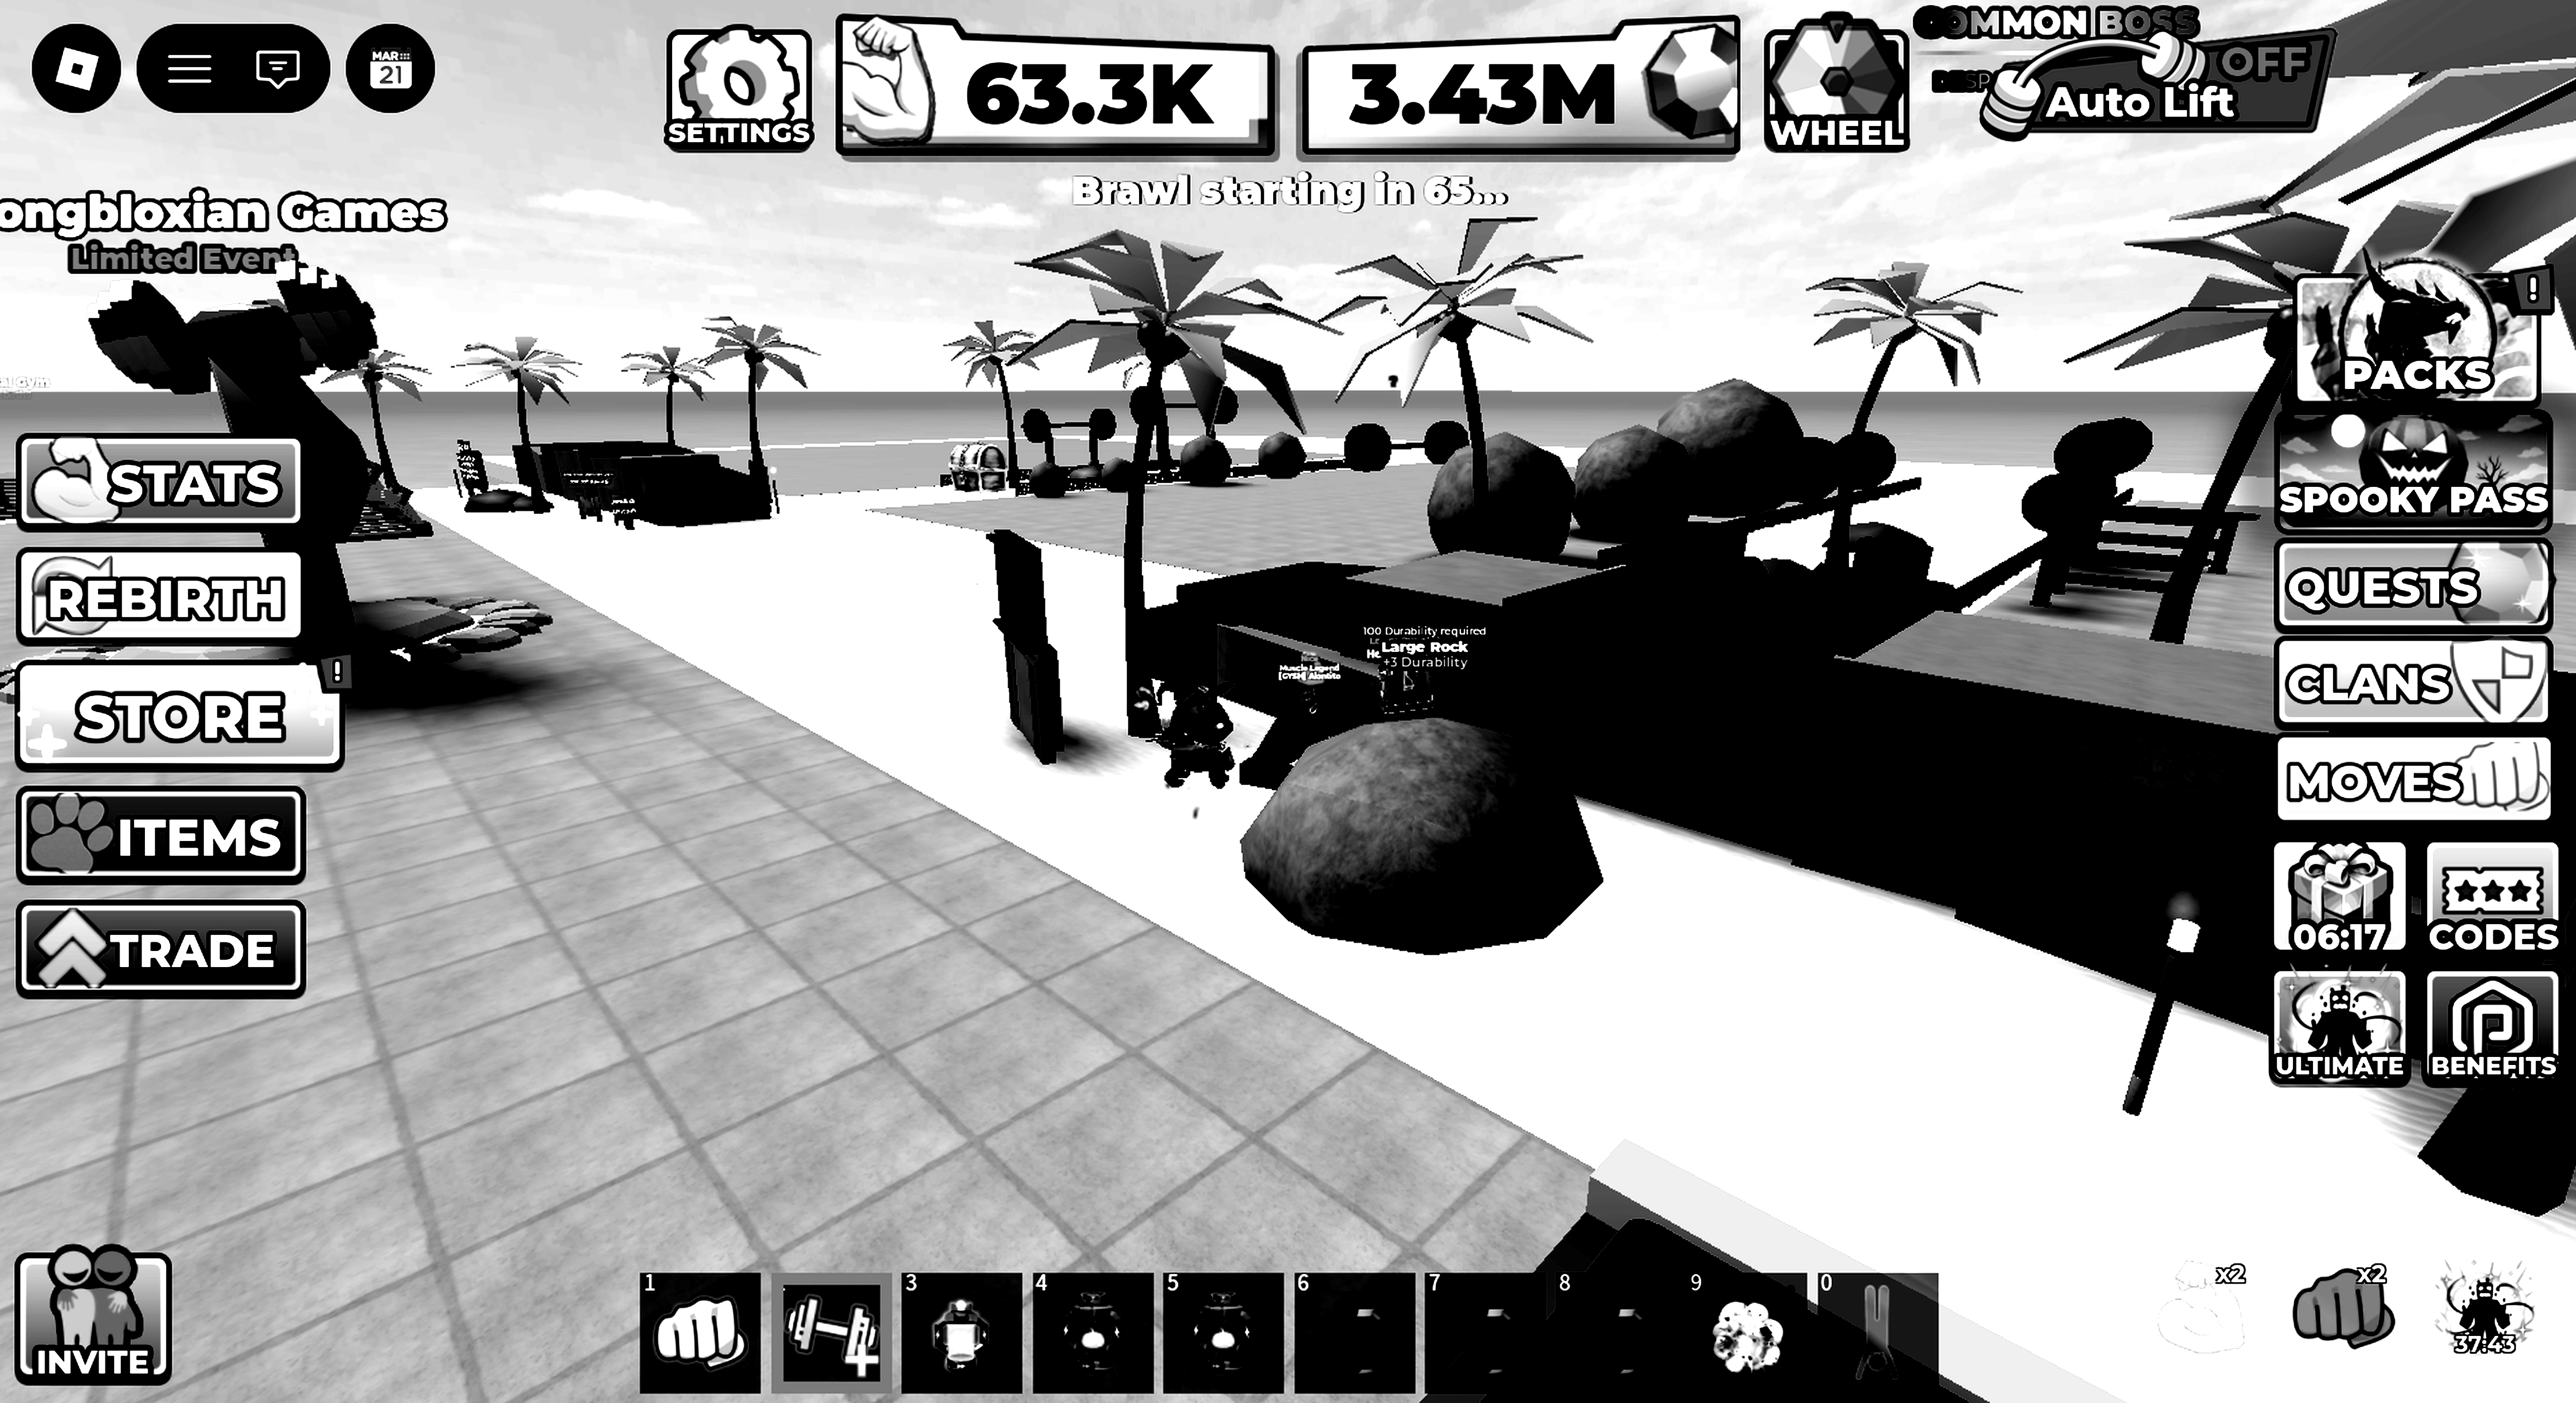 MAR
21
SETTINGS
63.3K
3.43M
WHEEL
COMMON BOSS
OFF
Auto Lift
Brawl starting in 65...
ongbloxian Games
Limited Event
PACKS
!
STATS
SPOOKY PASS
REBIRTH
QUESTS
100 Durability required
Large Rock
+3 Durability
Muscle Legend
STORE
!
CLANS
MOVES
ITEMS
06:17
CODES
TRADE
ULTIMATE
BENEFITS
INVITE
1
3
4
5
6
7
8
9
0
x2
x2
37:43